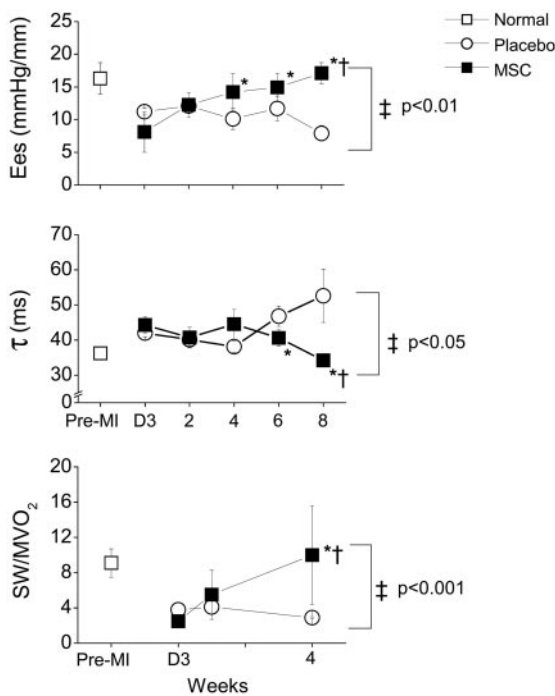 Normal
Placebo
MSC
Ees (mmHg/mm)
25
20
15
10
5
0
* * *†
‡ p<0.01
τ (ms)
70
60
50
40
30
0
* *†
‡ p<0.05
Pre-MI D3 2 4 6 8
SW/MVO₂
20
16
12
8
4
0
*†
‡ p<0.001
Pre-MI D3 4
Weeks